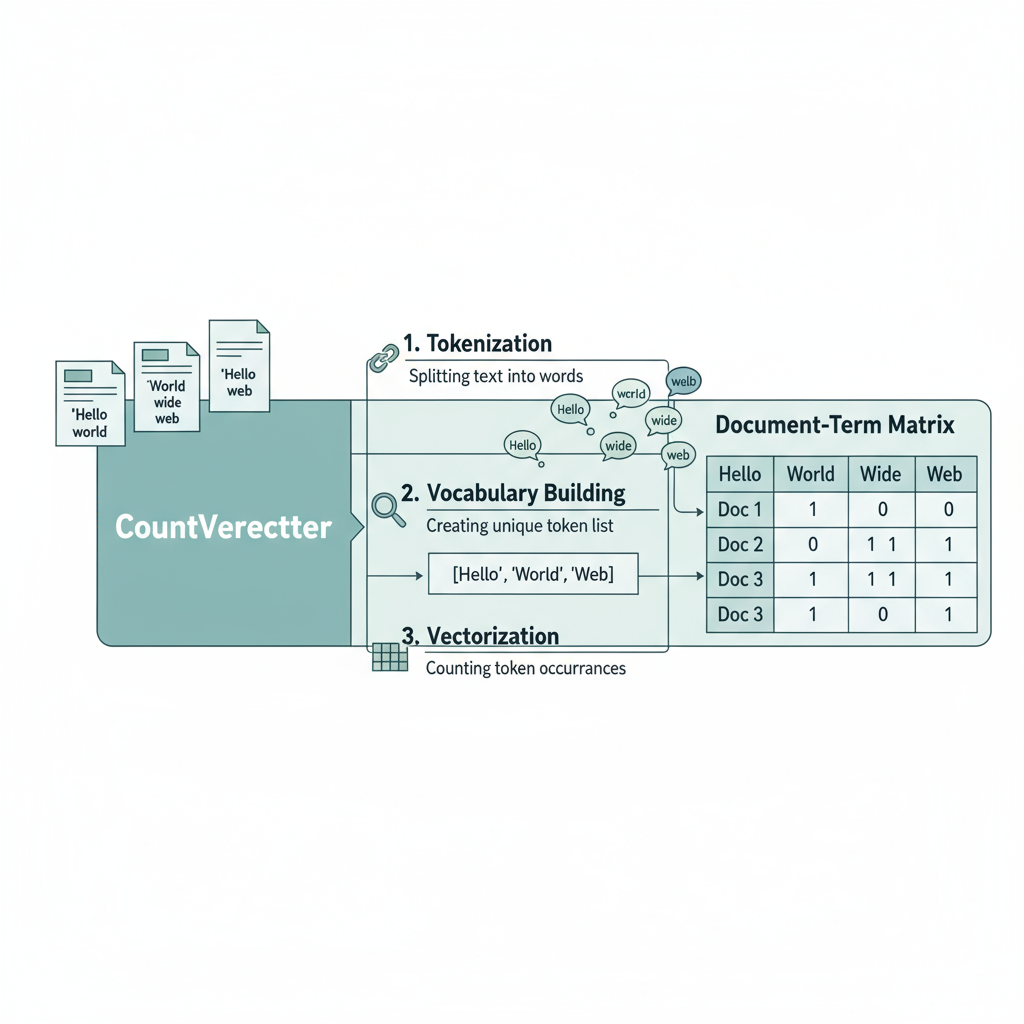 'Hello
world
'World
wide
web
'Hello
web
CountVerectter
1. Tokenization
Splitting text into words
Hello
wcrld
welb
wide
Hello
wide
web
2. Vocabulary Building
Creating unique token list
[Hello', 'World', 'Web]
3. Vectorization
Counting token occurrances
Document-Term Matrix
Hello World Wide Web
Doc 1 1 0 0
Doc 2 0 1 1 1
Doc 3 1 1 1 1
Doc 3 1 0 1